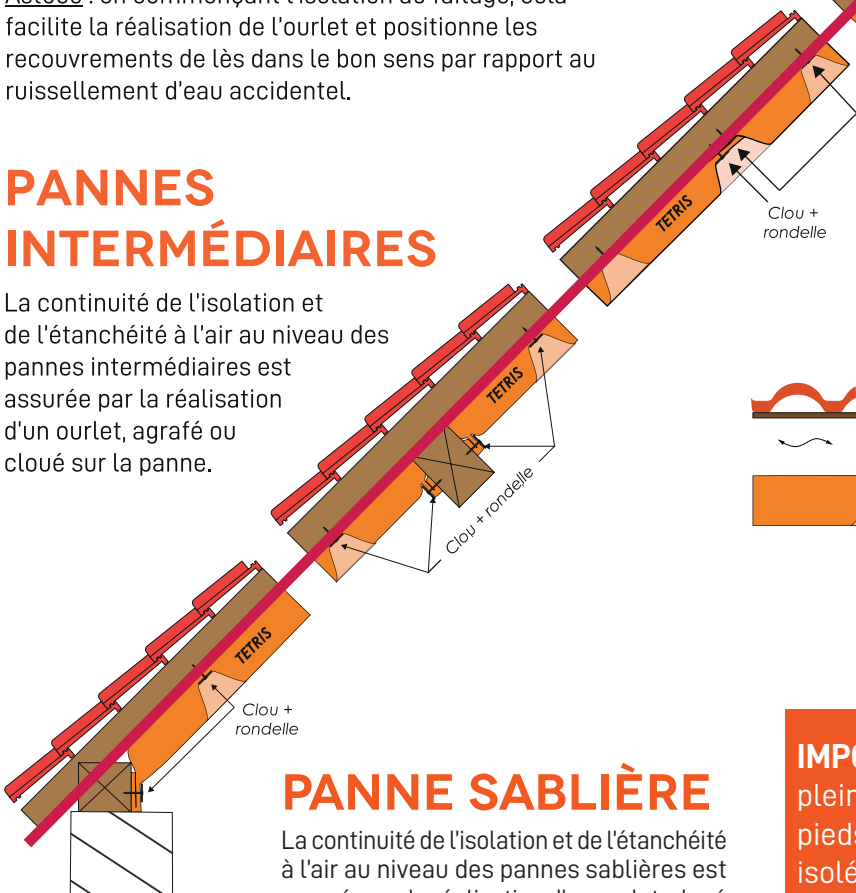 facilite la réalisation de l'ourlet et positionne les
recouvrements de lès dans le bon sens par rapport au
ruissellement d'eau accidentel.
PANNES
INTERMÉDIAIRES
La continuité de l'isolation et
de l'étanchéité à l'air au niveau des
pannes intermédiaires est
assurée par la réalisation
d'un ourlet, agrafé ou
cloué sur la panne.
TETRIS
Clou +
rondelle
TETRIS
Clou + rondelle
TETRIS
Clou +
rondelle
PANNE SABLIÈRE
La continuité de l'isolation et de l'étanchéité
à l'air au niveau des pannes sablières est
IMPO
plein
pieds
isolé